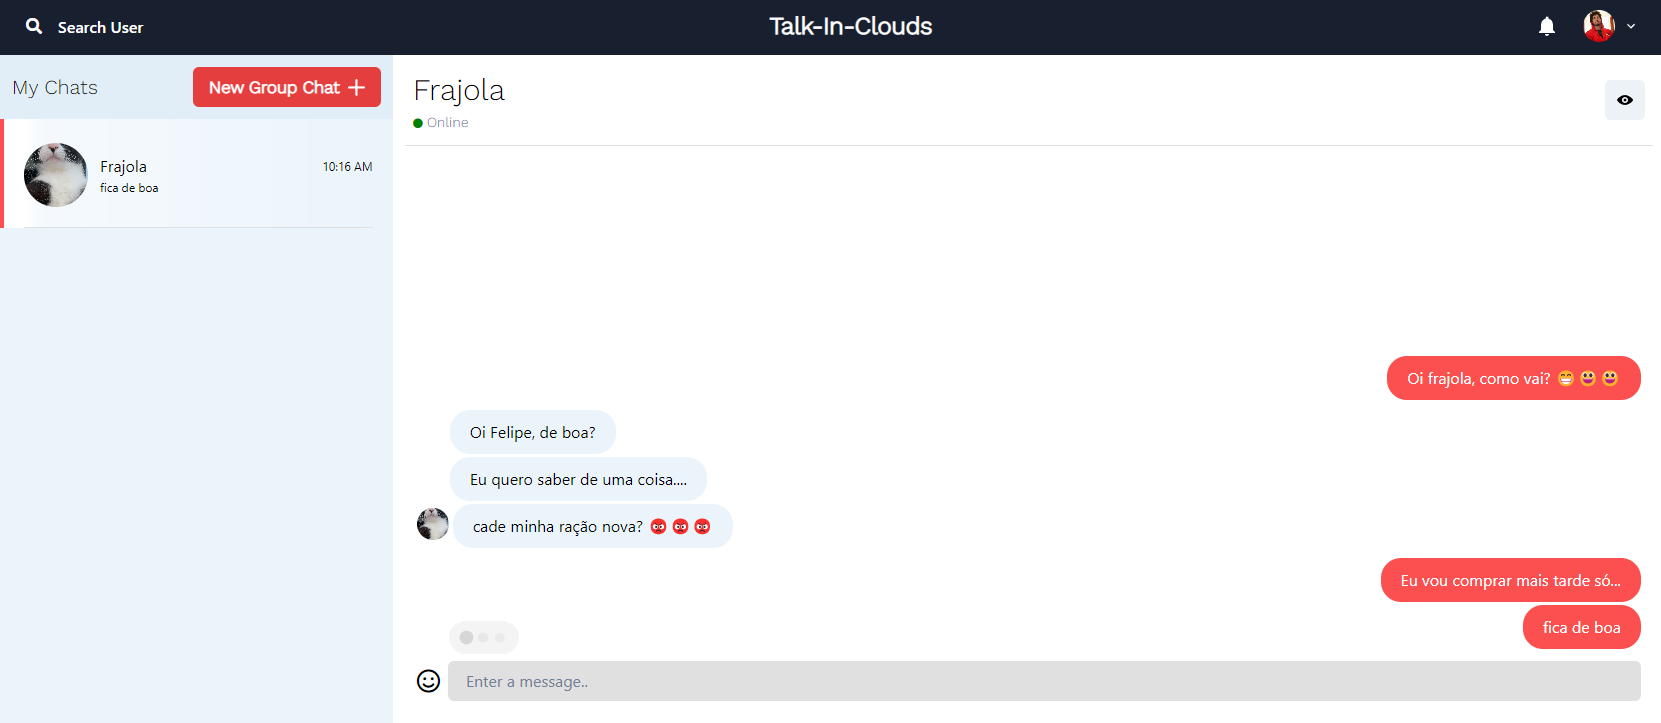 Search User
Talk-In-Clouds
My Chats
New Group Chat
Frajola
10:16 AM
fica de boa
Frajola
Online
Oi frajola, como vai? 😁 😃 😃
Oi Felipe, de boa?
Eu quero saber de uma coisa....
cade minha ração nova? 😡 😡 😡
Eu vou comprar mais tarde só...
fica de boa
Enter a message..